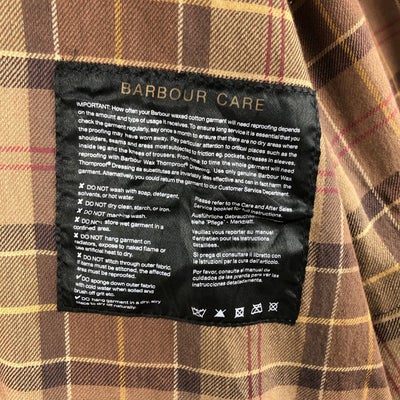 BARBOUR CARE
IMPORTANT: How often your Barbour waxed cotton garment will need reproofing depends
on the amount and type of usage it receives. To ensure long service it is essential that you
check the garment regularly, say once a month to ensure that there are no dry areas where
the proofing may have worn away. Pay particular attention to critical places such as the
shoulders, seams and areas most subjected to friction eg. pockets, creases in sleeves,
inside leg and the knees of trousers. From time to time the whole garment will need
reproofing with Barbour Wax Thornproof Dressing. Use only genuine Barbour Wax
Thornproof Dressing as substitutes are invariably less effective and can in fact harm the
garment. Alternatively you could return the garment to our Customer Service Department.
✗ DO NOT wash with soap, detergent,
solvents, or hot water.
✗ DO NOT dry clean, starch, or iron.
✗ DO NOT machine wash.
✗ DO NOT store wet garment in a
confined area.
✗ DO NOT hang garment on
radiators, expose to naked flame or
use artificial heat to dry.
✗ DO NOT stitch through outer fabric.
If items must be stitched, the affected
area must be reproofed.
✓ DO sponge down outer fabric
with cold water when soiled and
brush off grit etc.
✓ DO hang garment in a dry, airy
place to dry off naturally.
Please refer to the Care and After Sales
Service booklet for full instructions.
Ausführliche Gebrauchs-
siehe "Pflege" - Merkblatt.
Veuillez vous reporter au manuel
d'entretien pour les instructions
détaillées.
Si prega di consultare il libretto con
le istruzioni per la cura dell'articolo.
Por favor, consulte el manual de
cuidados de las prendas para ver las
instrucciones detalladas.